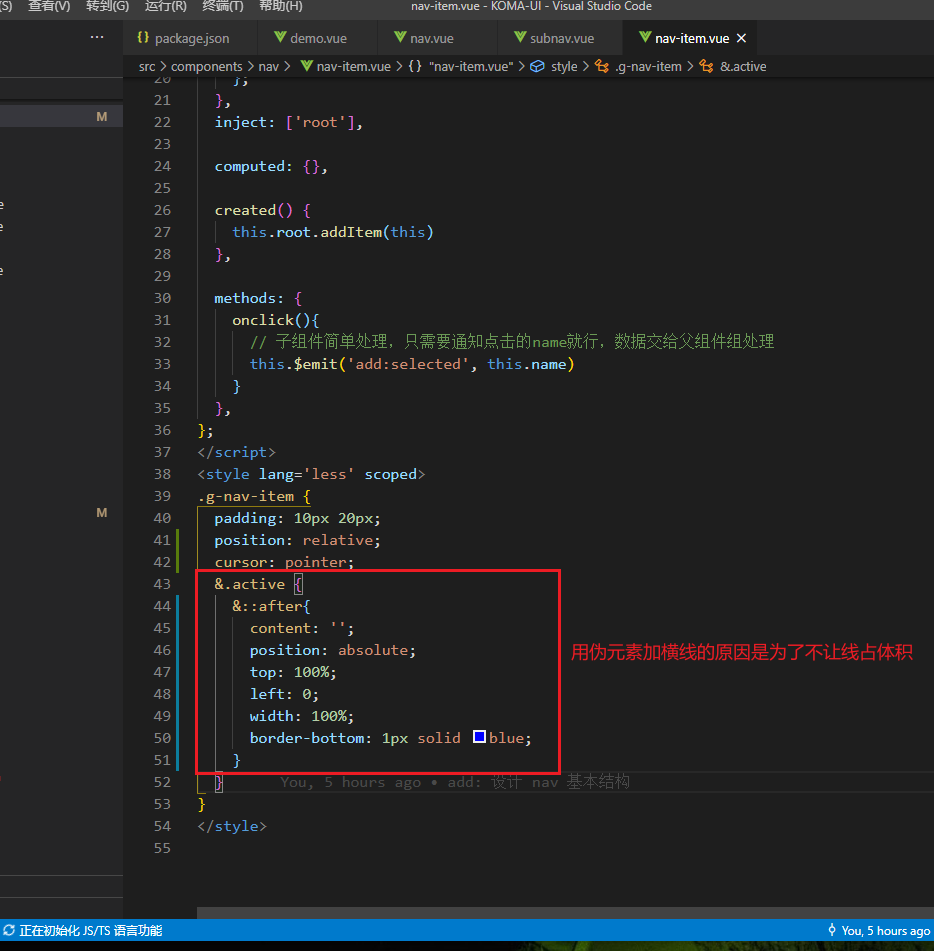 (S) 查看(V) 转到(G) 运行(R) 终端(T) 帮助(H) nav-item.vue - KOMA-UI - Visual Studio Code
··· {} package.json demo.vue nav.vue subnav.vue nav-item.vue ×
src > components > nav > nav-item.vue > {} "nav-item.vue" > style > .g-nav-item > &.active
20 };
21 },
M
22 inject: ['root'],
23
24 computed: {},
25
26 created() {
27 this.root.addItem(this)
28 },
29
30 methods: {
31 onclick(){
32 // 子组件简单处理，只需要通知点击的name就行，数据交给父组件组处理
33 this.$emit('add:selected', this.name)
34 }
35 },
36 };
37 </script>
38 <style lang='less' scoped>
39 .g-nav-item {
M
40 padding: 10px 20px;
41 position: relative;
42 cursor: pointer;
43 &.active {
44 &::after{
45 content: '';
46 position: absolute;
用伪元素加横线的原因是为了不让线占体积
47 top: 100%;
48 left: 0;
49 width: 100%;
50 border-bottom: 1px solid blue;
51 }
52 } You, 5 hours ago • add: 设计 nav 基本结构
53 }
54 </style>
55
正在初始化 JS/TS 语言功能 You, 5 hours ago